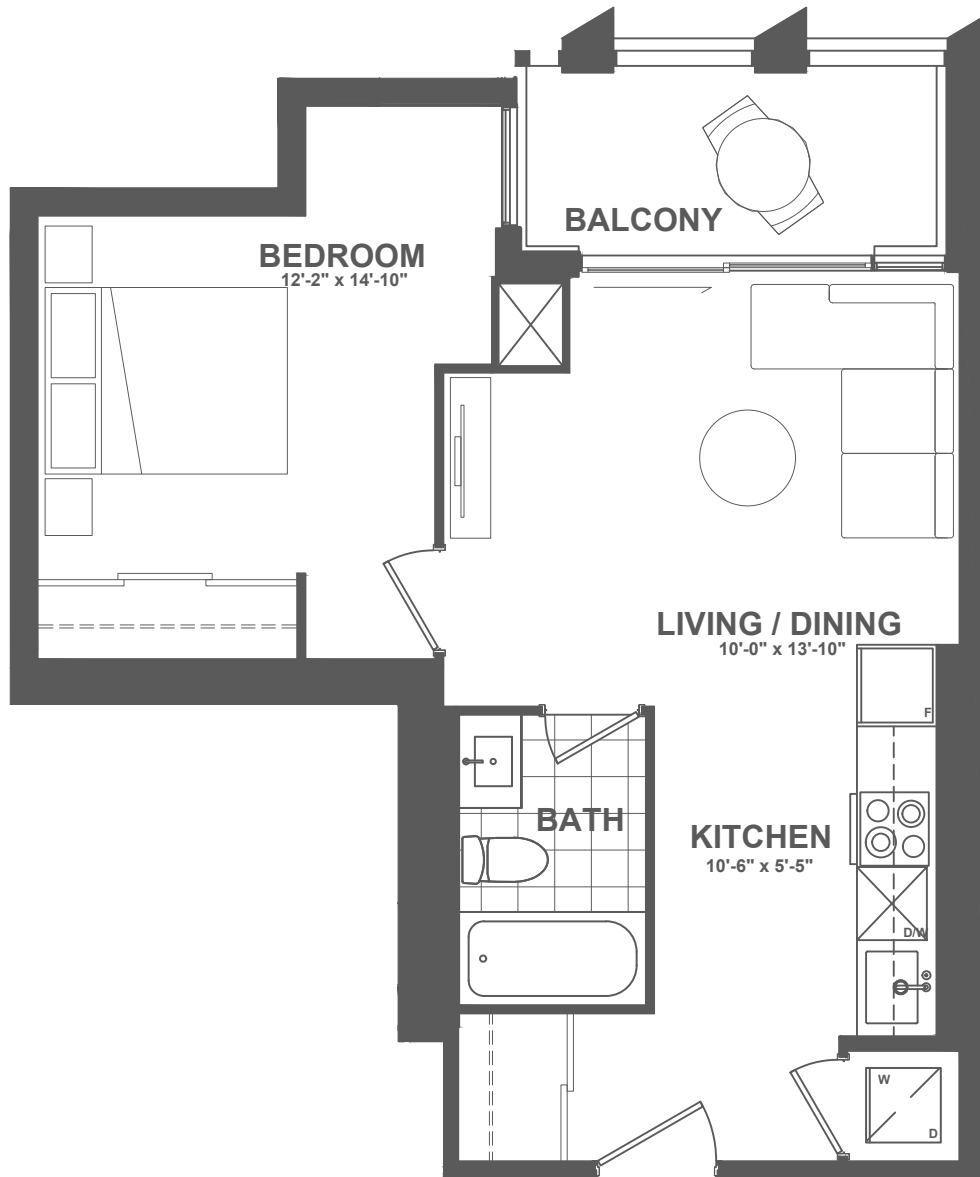 BALCONY
BEDROOM
12'-2" x 14'-10"
LIVING / DINING
10'-0" x 13'-10"
F
BATH
KITCHEN
10'-6" x 5'-5"
D/W
W
D